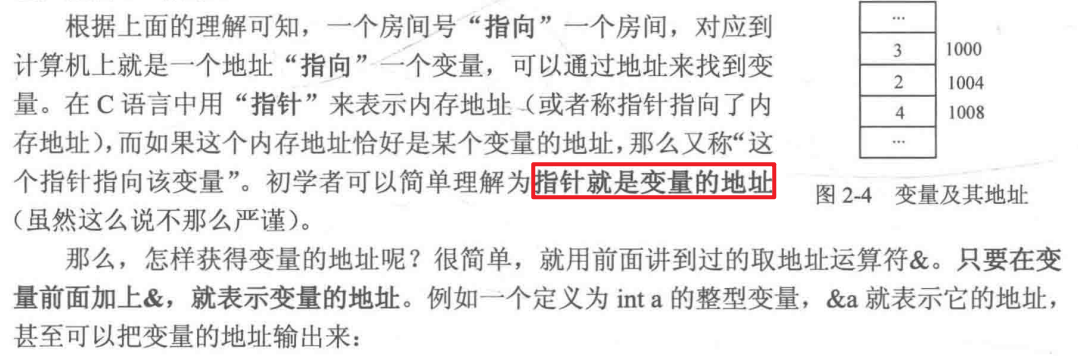 根据上面的理解可知，一个房间号“指向”一个房间，对应到
计算机上就是一个地址“指向”一个变量，可以通过地址来找到变
量。在 C 语言中用“指针”来表示内存地址（或者称指针指向了内
存地址），而如果这个内存地址恰好是某个变量的地址，那么又称“这
个指针指向该变量”。初学者可以简单理解为指针就是变量的地址
（虽然这么说不那么严谨）。
...
3 1000
2 1004
4 1008
...
图 2-4 变量及其地址
那么，怎样获得变量的地址呢？很简单，就用前面讲到过的取地址运算符&。只要在变
量前面加上&，就表示变量的地址。例如一个定义为 int a 的整型变量，&a 就表示它的地址，
甚至可以把变量的地址输出来：